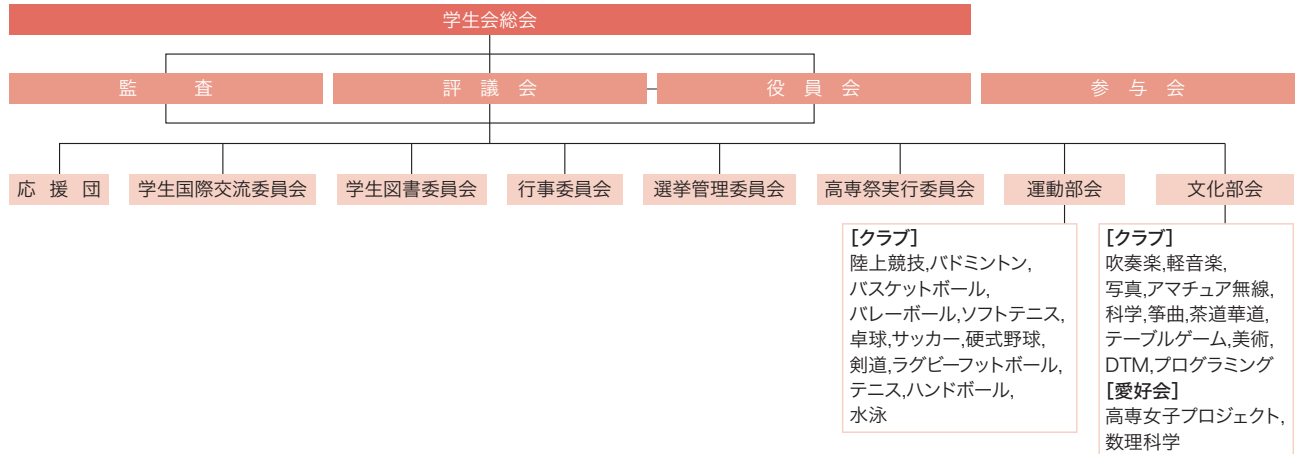 学生会総会
監査
評議会
役員会
参与会
応援団
学生国際交流委員会
学生図書委員会
行事委員会
選挙管理委員会
高専祭実行委員会
運動部会
文化部会
[クラブ]
陸上競技,バドミントン,
バスケットボール,
バレーボール,ソフトテニス,
卓球,サッカー,硬式野球,
剣道,ラグビーフットボール,
テニス,ハンドボール,
水泳
[クラブ]
吹奏楽,軽音楽,
写真,アマチュア無線,
科学,箏曲,茶道華道,
テーブルゲーム,美術,
DTM,プログラミング
[愛好会]
高専女子プロジェクト,
数理科学